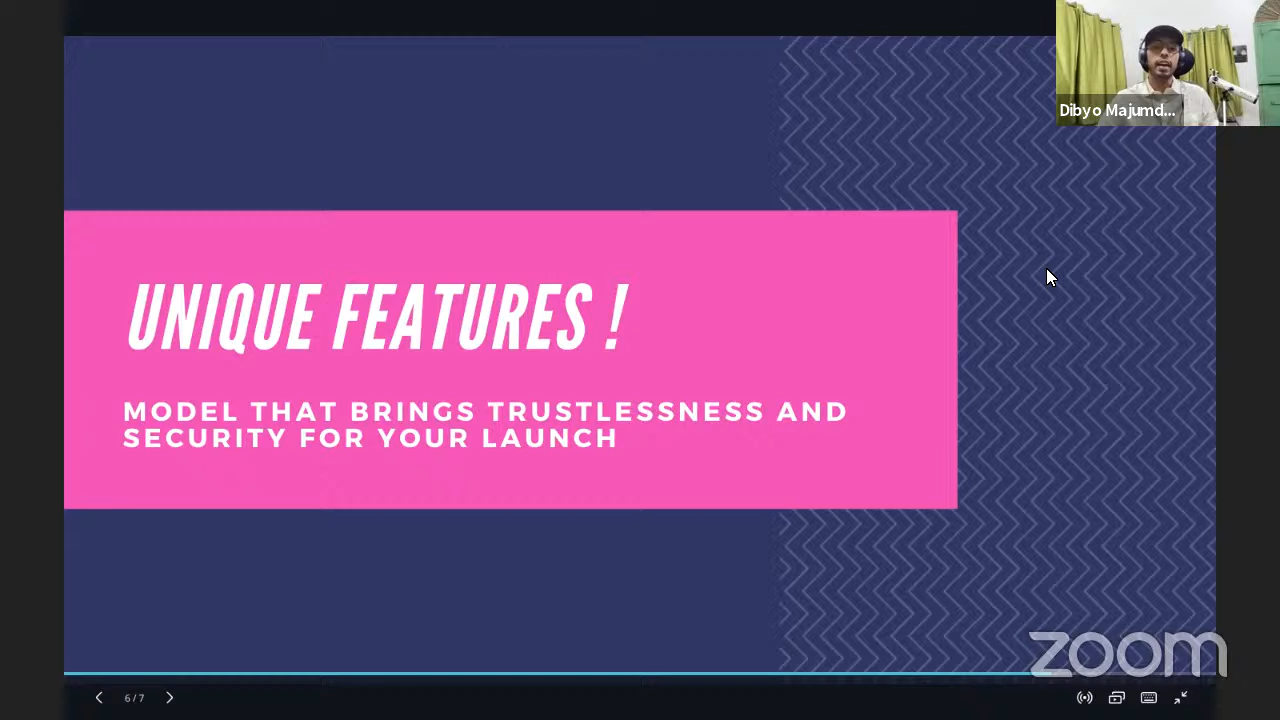 Dibyo Majumd...
UNIQUE FEATURES !
MODEL THAT BRINGS TRUSTLESSNESS AND
SECURITY FOR YOUR LAUNCH
zoom
6/7